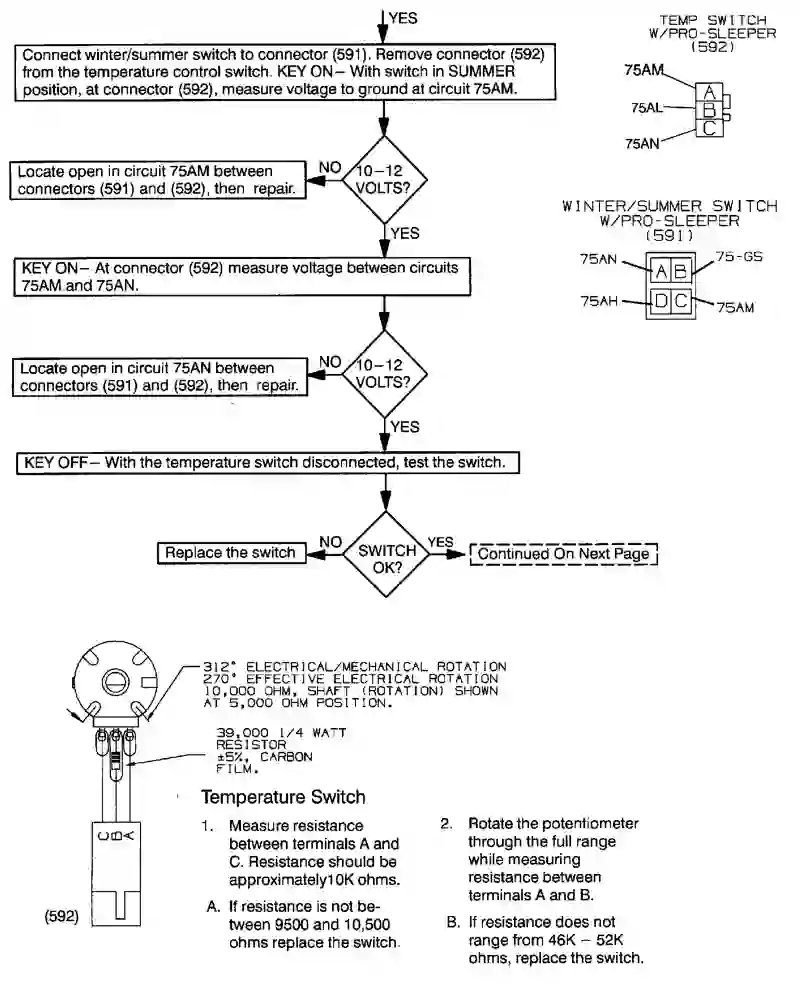 YES
Connect winter/summer switch to connector (591). Remove connector (592)
from the temperature control switch. KEY ON– With switch in SUMMER
position, at connector (592), measure voltage to ground at circuit 75AM.
TEMP SWITCH
W/PRO-SLEEPER
(592)
75AM
A
75AL
B
75AN
C
10–12
VOLTS?
NO
Locate open in circuit 75AM between
connectors (591) and (592), then repair.
YES
WINTER/SUMMER SWITCH
W/PRO-SLEEPER
(591)
75AN
A B
75-GS
75AH
D C
75AM
KEY ON– At connector (592) measure voltage between circuits
75AM and 75AN.
10–12
VOLTS?
NO
Locate open in circuit 75AN between
connectors (591) and (592), then repair.
YES
KEY OFF– With the temperature switch disconnected, test the switch.
SWITCH
OK?
NO
Replace the switch
YES
Continued On Next Page
312° ELECTRICAL/MECHANICAL ROTATION
270° EFFECTIVE ELECTRICAL ROTATION
10,000 OHM, SHAFT (ROTATION) SHOWN
AT 5,000 OHM POSITION.
39,000 1/4 WATT
RESISTOR
±5%, CARBON
FILM.
C B A
(592)
Temperature Switch
1. Measure resistance
between terminals A and
C. Resistance should be
approximately10K ohms.
A. If resistance is not be-
tween 9500 and 10,500
ohms replace the switch.
2. Rotate the potentiometer
through the full range
while measuring
resistance between
terminals A and B.
B. If resistance does not
range from 46K – 52K
ohms, replace the switch.